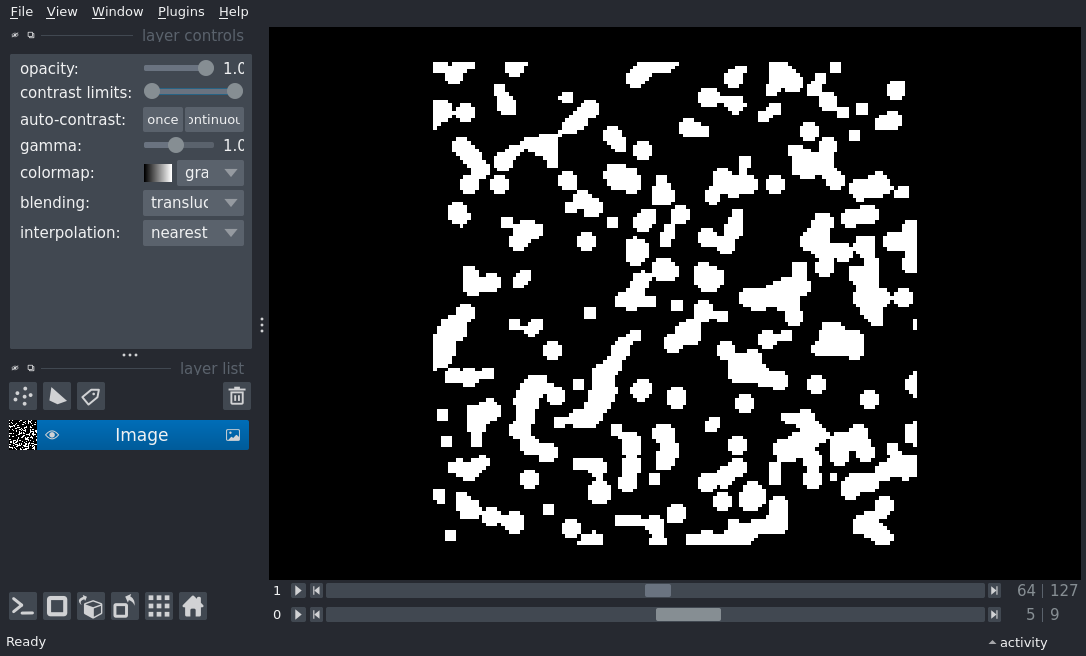 File View Window Plugins Help
layer controls
opacity: 1.0
contrast limits:
auto-contrast: once ontinuou
gamma: 1.0
colormap: gra
blending: transluc
interpolation: nearest
layer list
Image
1 64 127
0 5 9
Ready activity